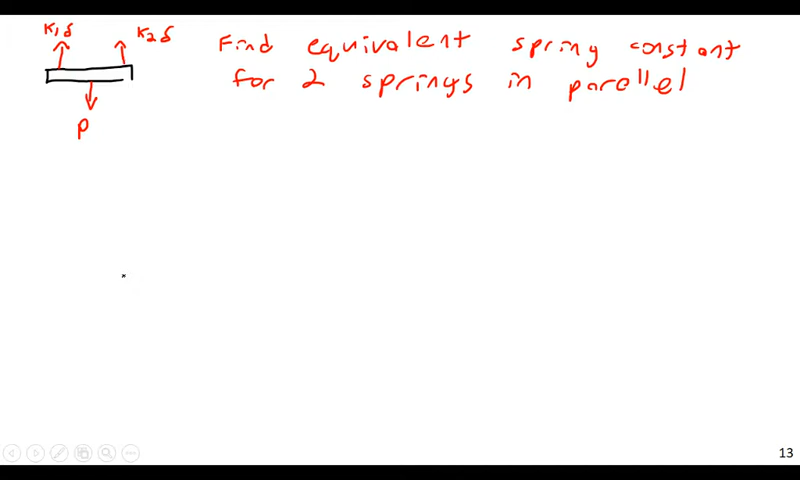 K₁δ K₂δ Find equivalent spring constant
for 2 springs in parellel
P
13